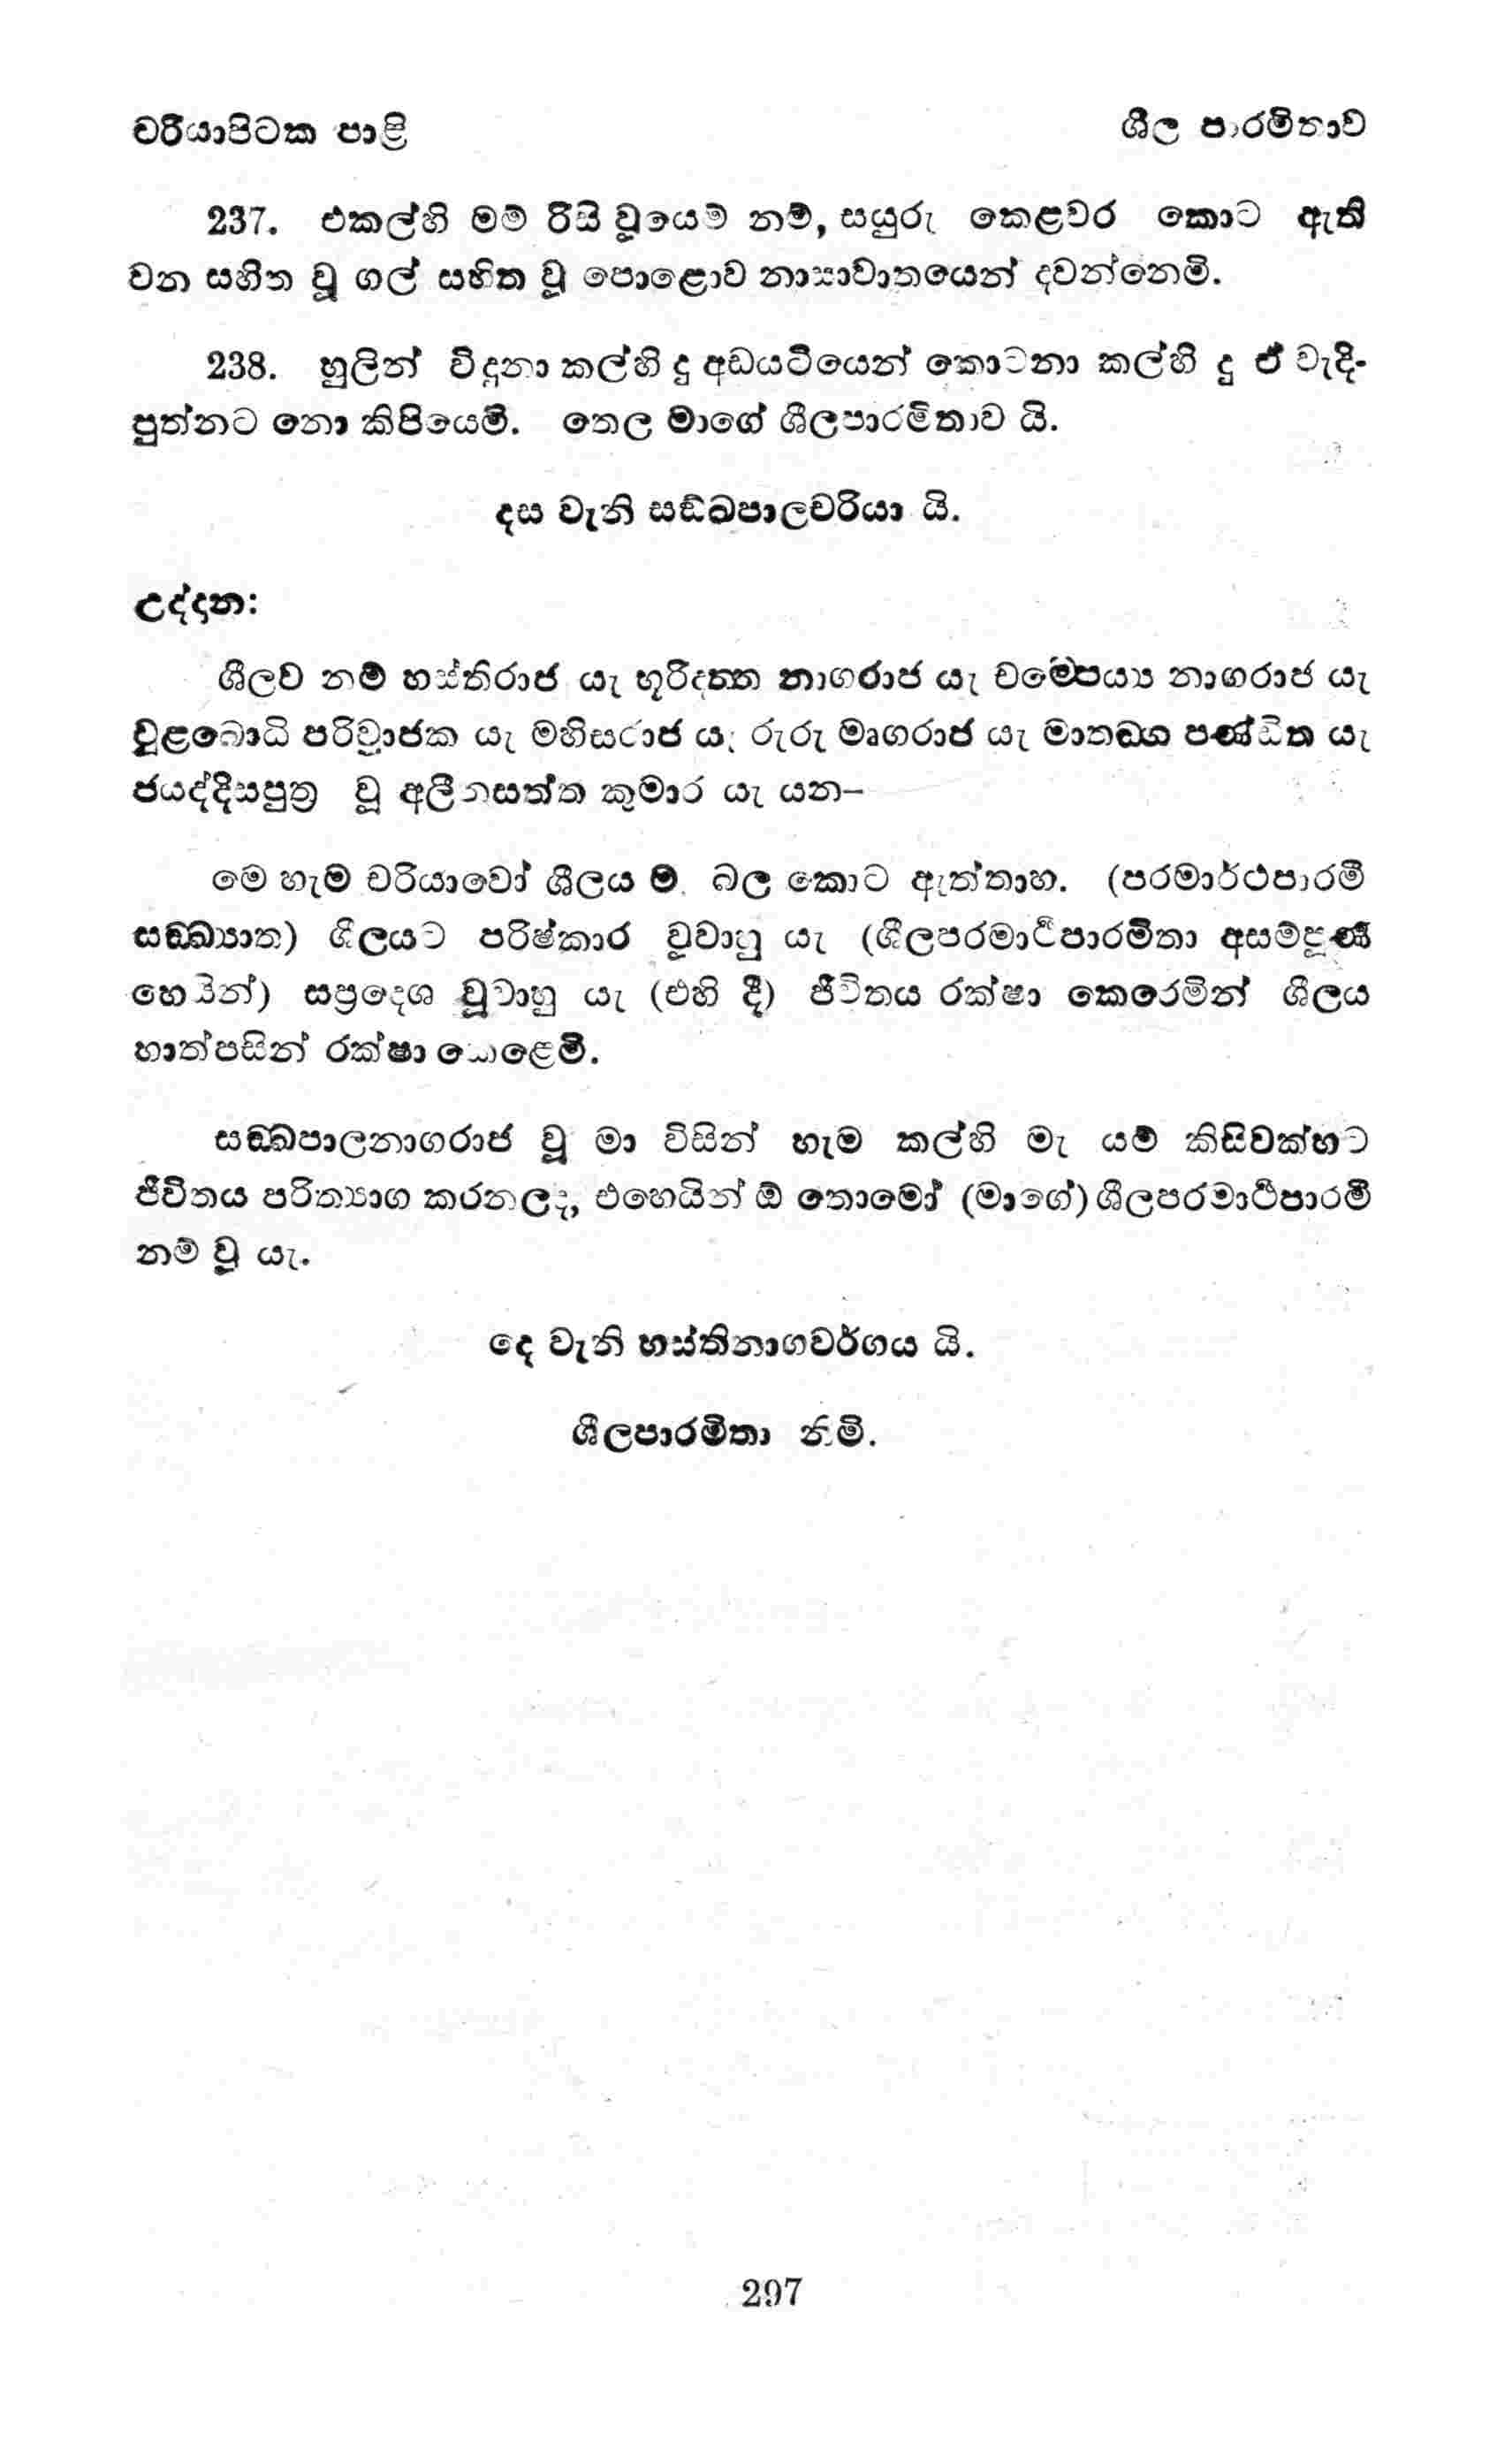 චරියාපිටක පාළි
ශීල පාරමිතාව
237. එකල්හි මම් රිසි වූයෙම් නම්, සයුරු කෙළවර කොට ඇති
වන සහිත වූ ගල් සහිත වූ පොළොව නාසාවාතයෙන් දවන්නෙමි.
238. හුලින් විදුනා කල්හි දු අඩයටියෙන් කොටනා කල්හි දු ඒ වැදි-
පුත්නට නො කිපියෙමි. තෙල මාගේ ශීලපාරමිතාව යි.
දස වැනි සඞ්ඛපාලචරියා යි.
උද්දාන:
ශීලව නම් හස්තිරාජ යැ භූරිදත්ත නාගරාජ යැ චම්පෙය්‍ය නාගරාජ යැ
චූළබොධි පරිව්‍රාජක යැ මහිසරාජ යැ රුරු මෘගරාජ යැ මාතඞ්ග පණ්ඩිත යැ
ජයද්දිසපුත්‍ර වූ අලීනසත්ත කුමාර යැ යන–
මෙ හැම චරියාවෝ ශීලය ම බල කොට ඇත්තාහ. (පරමාර්ථපාරමී
සඞ්ඛ්‍යාත) ශීලයට පරිෂ්කාර වූවාහු යැ (ශීලපරමාර්ථපාරමිතා අසම්පූර්ණ
හෙයින්) සප්‍රදෙශ වූවාහු යැ (එහි දී) ජීවිතය රක්ෂා කෙරෙමින් ශීලය
හාත්පසින් රක්ෂා කෙළෙමි.
සඞ්ඛපාලනාගරාජ වූ මා විසින් හැම කල්හි මැ යම් කිසිවක්හට
ජීවිතය පරිත්‍යාග කරනලද, එහෙයින් ඕ තොමෝ (මාගේ) ශීලපරමාර්ථපාරමී
නම් වූ යැ.
දෙ වැනි හස්තිනාගවර්ගය යි.
ශීලපාරමිතා නිමි.
297